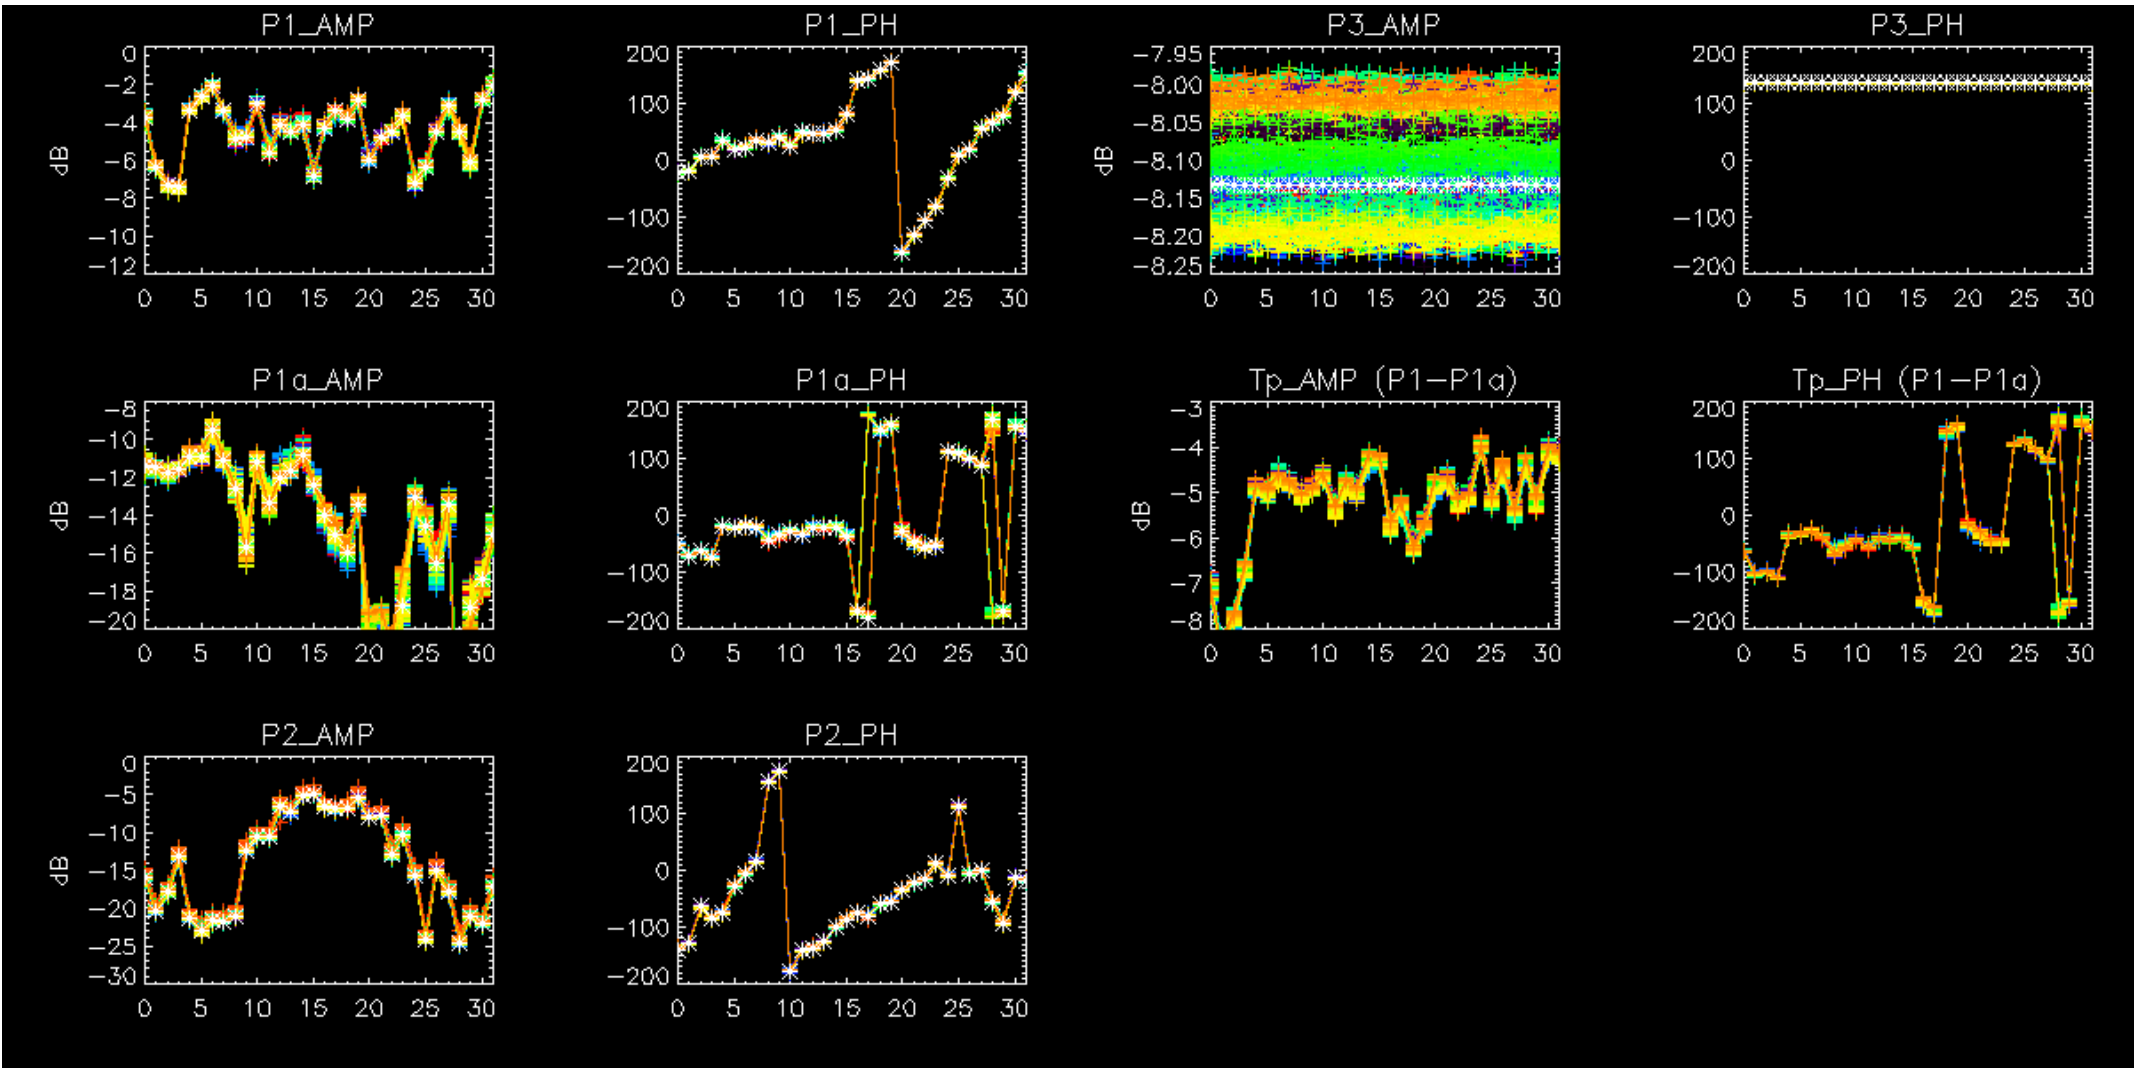 P1_AMP
P1_PH
P3_AMP
P3_PH
0
-2
-4
-6
-8
-10
-12
dB
0 5 10 15 20 25 30
200
100
0
-100
-200
0 5 10 15 20 25 30
-7.95
-8.00
-8.05
-8.10
-8.15
-8.20
-8.25
dB
0 5 10 15 20 25 30
200
100
0
-100
-200
0 5 10 15 20 25 30
P1a_AMP
P1a_PH
Tp_AMP (P1-P1a)
Tp_PH (P1-P1a)
-8
-10
-12
-14
-16
-18
-20
dB
0 5 10 15 20 25 30
200
100
0
-100
-200
0 5 10 15 20 25 30
-3
-4
-5
-6
-7
-8
dB
0 5 10 15 20 25 30
200
100
0
-100
-200
0 5 10 15 20 25 30
P2_AMP
P2_PH
0
-5
-10
-15
-20
-25
-30
dB
0 5 10 15 20 25 30
200
100
0
-100
-200
0 5 10 15 20 25 30